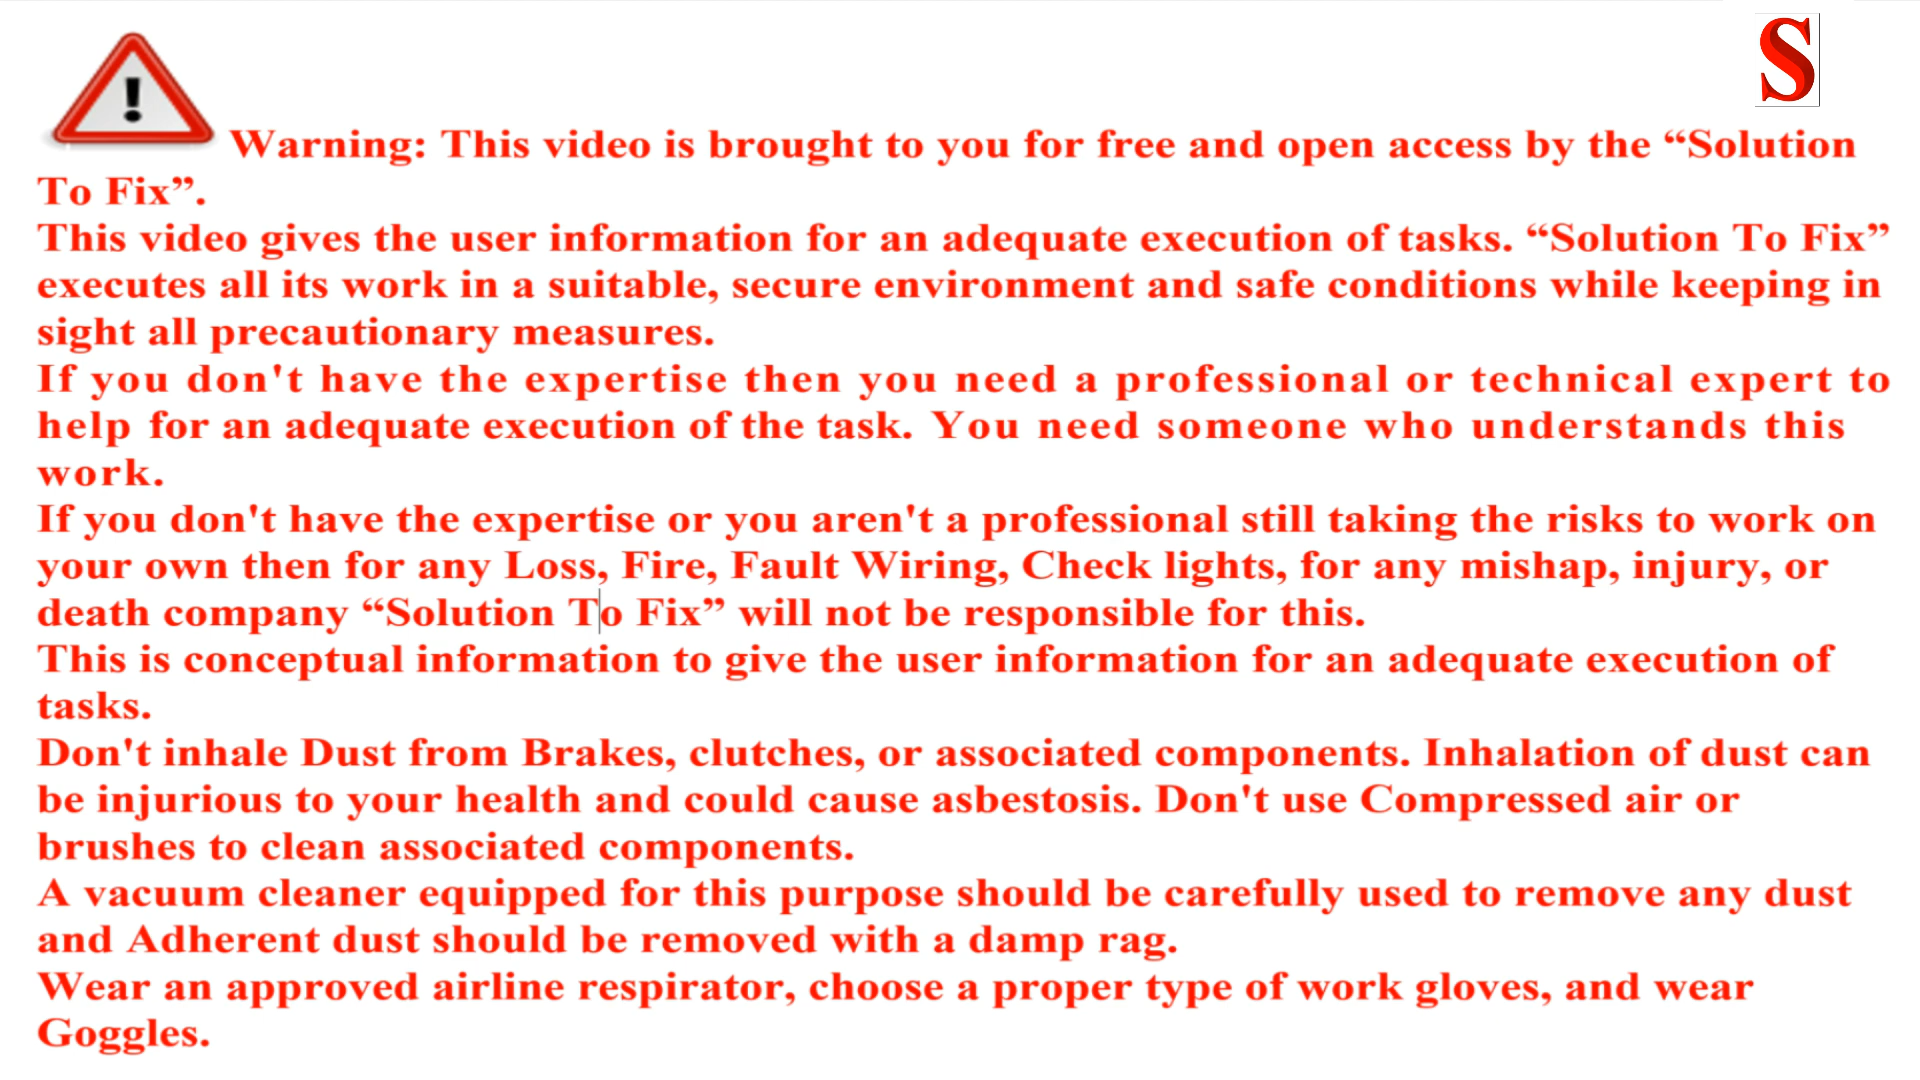 S
Warning: This video is brought to you for free and open access by the “Solution
To Fix”.
This video gives the user information for an adequate execution of tasks. “Solution To Fix”
executes all its work in a suitable, secure environment and safe conditions while keeping in
sight all precautionary measures.
If you don't have the expertise then you need a professional or technical expert to
help for an adequate execution of the task. You need someone who understands this
work.
If you don't have the expertise or you aren't a professional still taking the risks to work on
your own then for any Loss, Fire, Fault Wiring, Check lights, for any mishap, injury, or
death company “Solution To Fix” will not be responsible for this.
This is conceptual information to give the user information for an adequate execution of
tasks.
Don't inhale Dust from Brakes, clutches, or associated components. Inhalation of dust can
be injurious to your health and could cause asbestosis. Don't use Compressed air or
brushes to clean associated components.
A vacuum cleaner equipped for this purpose should be carefully used to remove any dust
and Adherent dust should be removed with a damp rag.
Wear an approved airline respirator, choose a proper type of work gloves, and wear
Goggles.